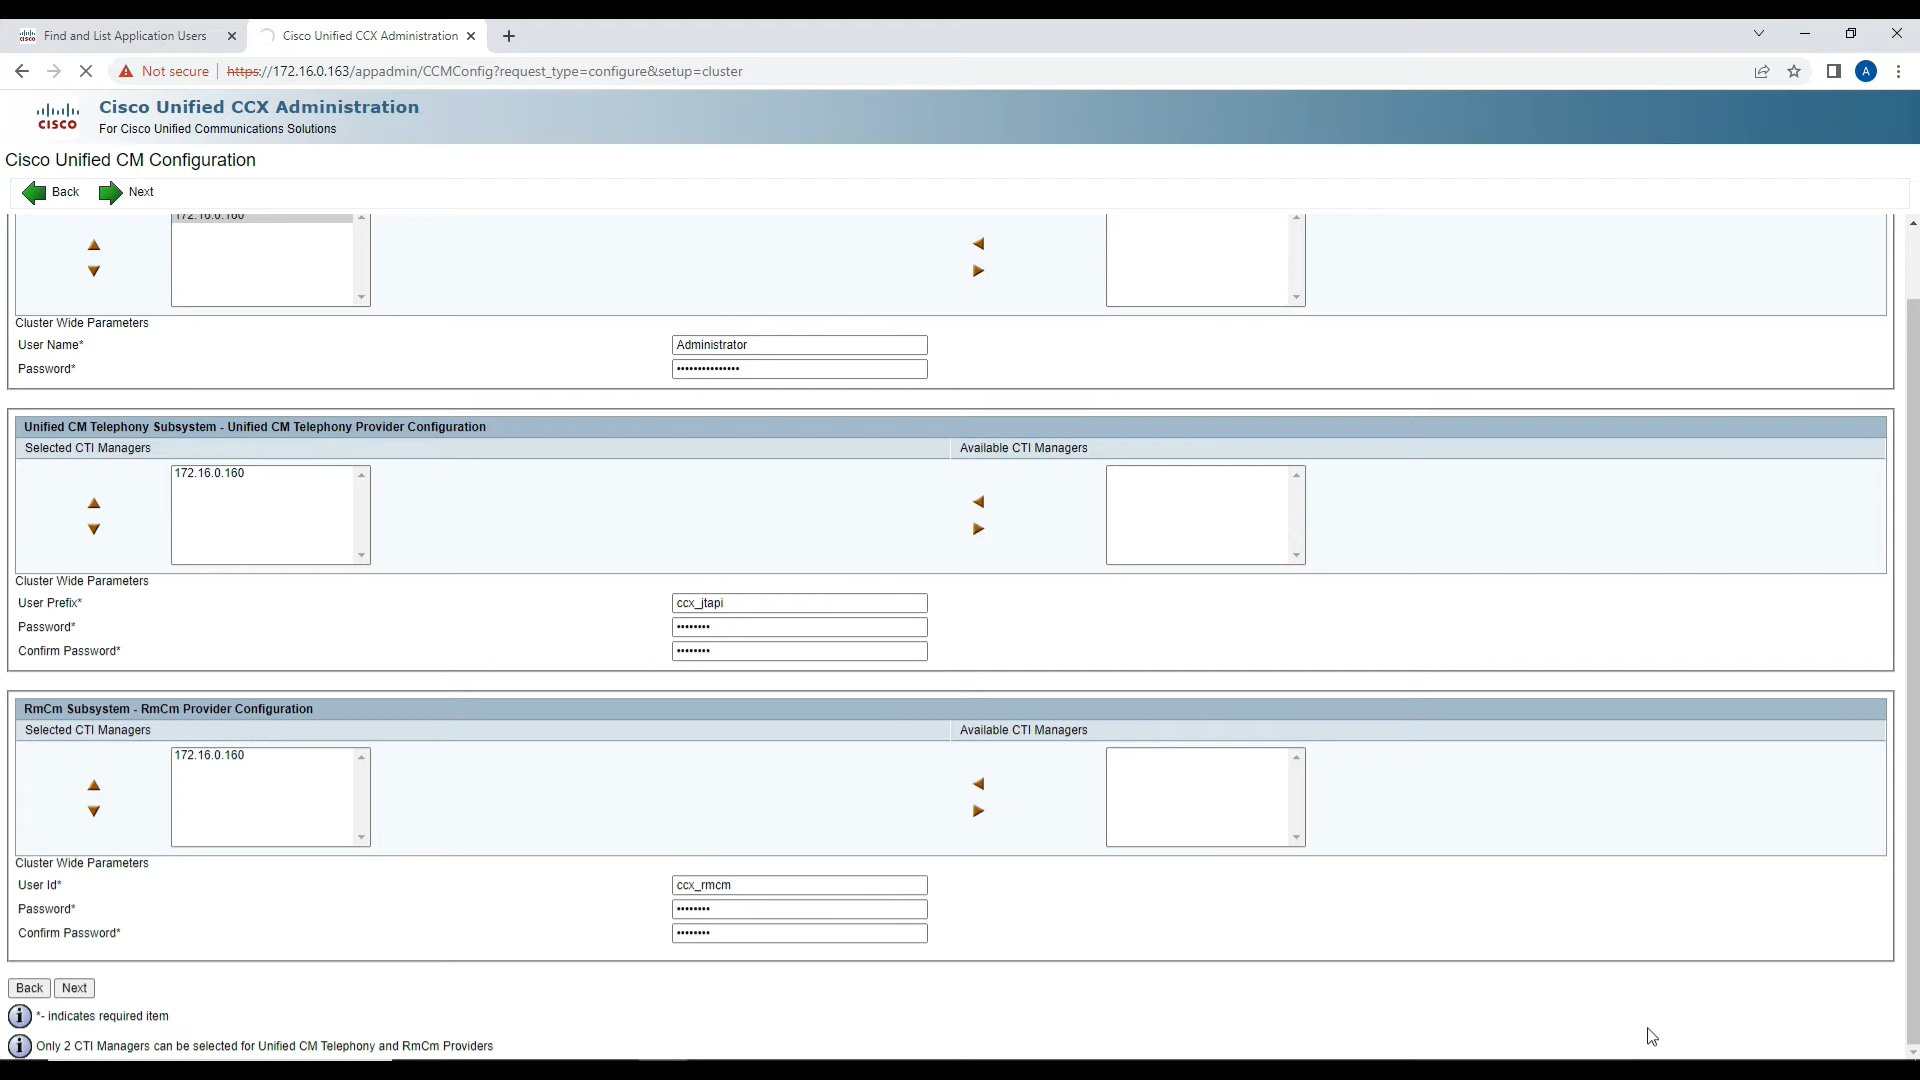 Find and List Application Users
Cisco Unified CCX Administration
Not secure
https://172.16.0.163/appadmin/CCMConfig?request_type=configure&setup=cluster
A
CISCO
Cisco Unified CCX Administration
For Cisco Unified Communications Solutions
Cisco Unified CM Configuration
Back
Next
172.16.0.160
Cluster Wide Parameters
User Name*
Administrator
Password*
•••••••••••••••
Unified CM Telephony Subsystem - Unified CM Telephony Provider Configuration
Selected CTI Managers
Available CTI Managers
172.16.0.160
Cluster Wide Parameters
User Prefix*
ccx_jtapi
Password*
••••••••
Confirm Password*
••••••••
RmCm Subsystem - RmCm Provider Configuration
Selected CTI Managers
Available CTI Managers
172.16.0.160
Cluster Wide Parameters
User Id*
ccx_rmcm
Password*
••••••••
Confirm Password*
••••••••
Back
Next
*- indicates required item
Only 2 CTI Managers can be selected for Unified CM Telephony and RmCm Providers